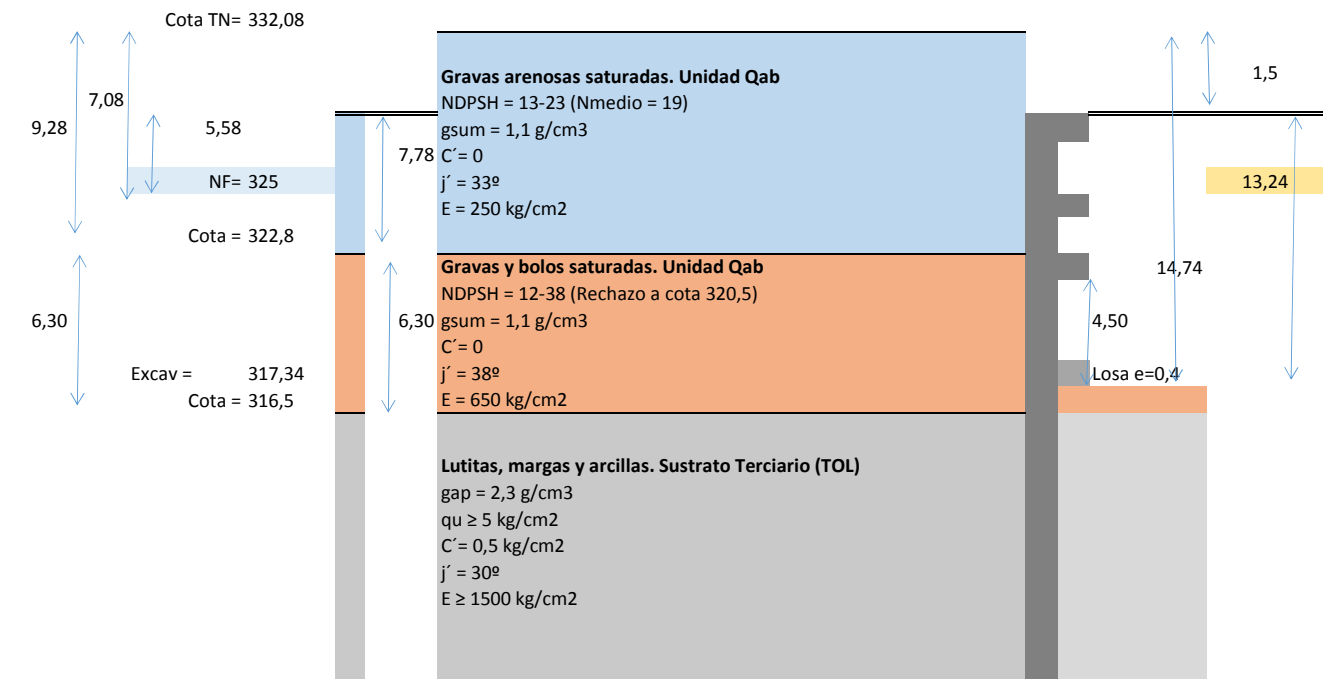 Cota TN= 332,08
Gravas arenosas saturadas. Unidad Qab
1,5
7,08
NDPSH = 13-23 (Nmedio = 19)
9,28
5,58
gsum = 1,1 g/cm3
7,78
C´= 0
NF= 325
j´ = 33º
13,24
E = 250 kg/cm2
Cota = 322,8
Gravas y bolos saturadas. Unidad Qab
14,74
NDPSH = 12-38 (Rechazo a cota 320,5)
6,30
6,30
gsum = 1,1 g/cm3
4,50
C´= 0
Excav = 317,34
j´ = 38º
Losa e=0,4
Cota = 316,5
E = 650 kg/cm2
Lutitas, margas y arcillas. Sustrato Terciario (TOL)
gap = 2,3 g/cm3
qu ≥ 5 kg/cm2
C´= 0,5 kg/cm2
j´ = 30º
E ≥ 1500 kg/cm2